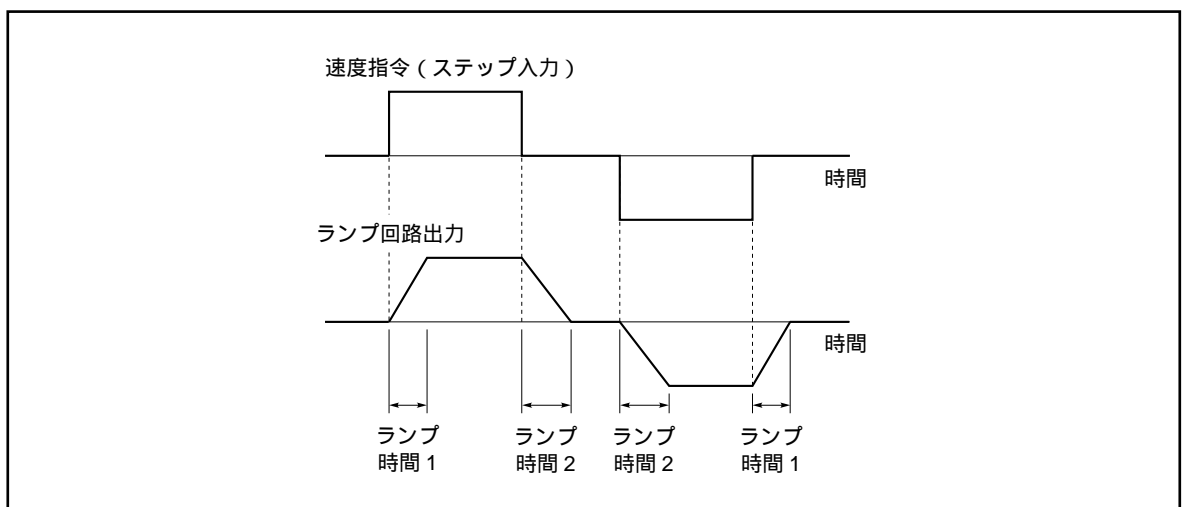 速度指令（ステップ入力）
時間
ランプ回路出力
時間
ランプ
時間 1
ランプ
時間 2
ランプ
時間 2
ランプ
時間 1